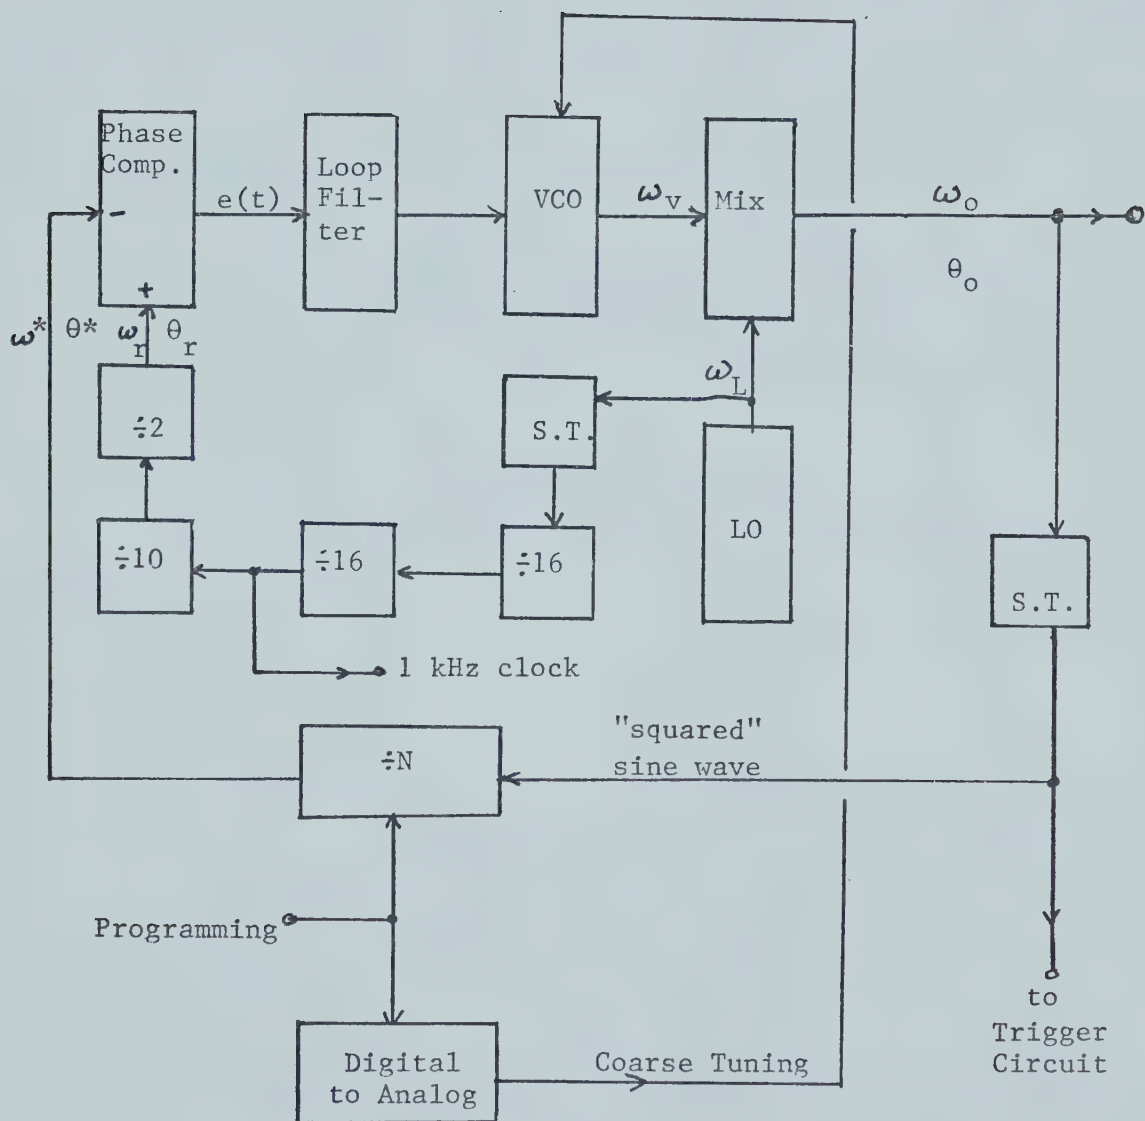 Phase
Comp.
-
+
e(t)
Loop
Fil-
ter
VCO
ω_v
Mix
ω_o
θ_o
ω* θ* ω_r θ_r
÷2
S.T.
ω_L
LO
÷10
÷16
÷16
S.T.
1 kHz clock
"squared"
sine wave
÷N
Programming
Digital
to Analog
Coarse Tuning
to
Trigger
Circuit